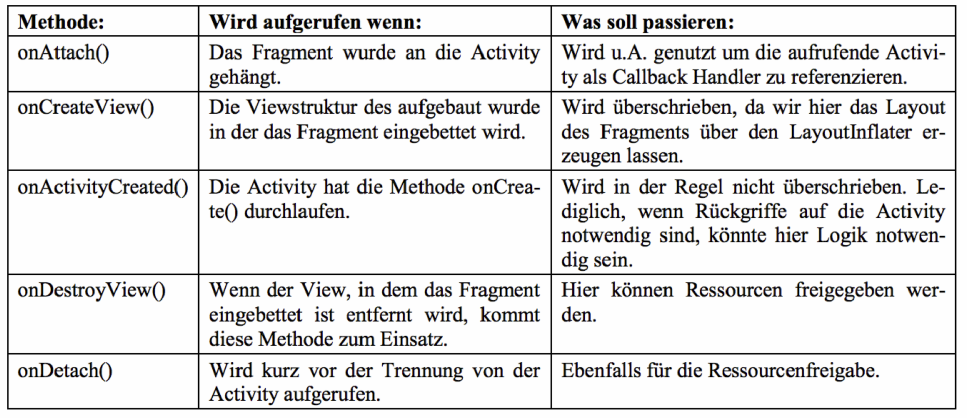 Methode: Wird aufgerufen wenn: Was soll passieren:
onAttach() Das Fragment wurde an die Activity Wird u.A. genutzt um die aufrufende Activi-
gehängt. ty als Callback Handler zu referenzieren.
onCreateView() Die Viewstruktur des aufgebaut wurde Wird überschrieben, da wir hier das Layout
in der das Fragment eingebettet wird. des Fragments über den LayoutInflater er-
zeugen lassen.
onActivityCreated() Die Activity hat die Methode onCrea- Wird in der Regel nicht überschrieben. Le-
te() durchlaufen. diglich, wenn Rückgriffe auf die Activity
notwendig sind, könnte hier Logik notwen-
dig sein.
onDestroyView() Wenn der View, in dem das Fragment Hier können Ressourcen freigegeben wer-
eingebettet ist entfernt wird, kommt den.
diese Methode zum Einsatz.
onDetach() Wird kurz vor der Trennung von der Ebenfalls für die Ressourcenfreigabe.
Activity aufgerufen.